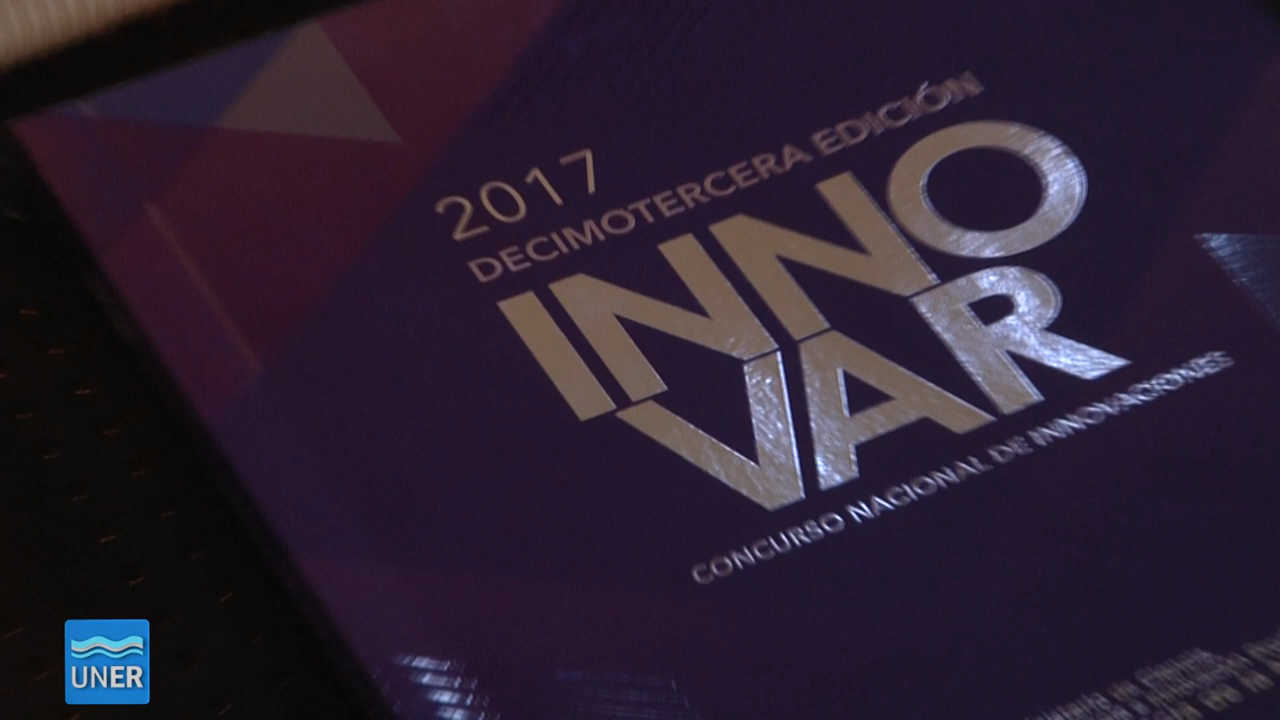 2017
DECIMOTERCERA EDICIÓN
INNO
VAR
CONCURSO NACIONAL DE INNOVACIONES
UNER